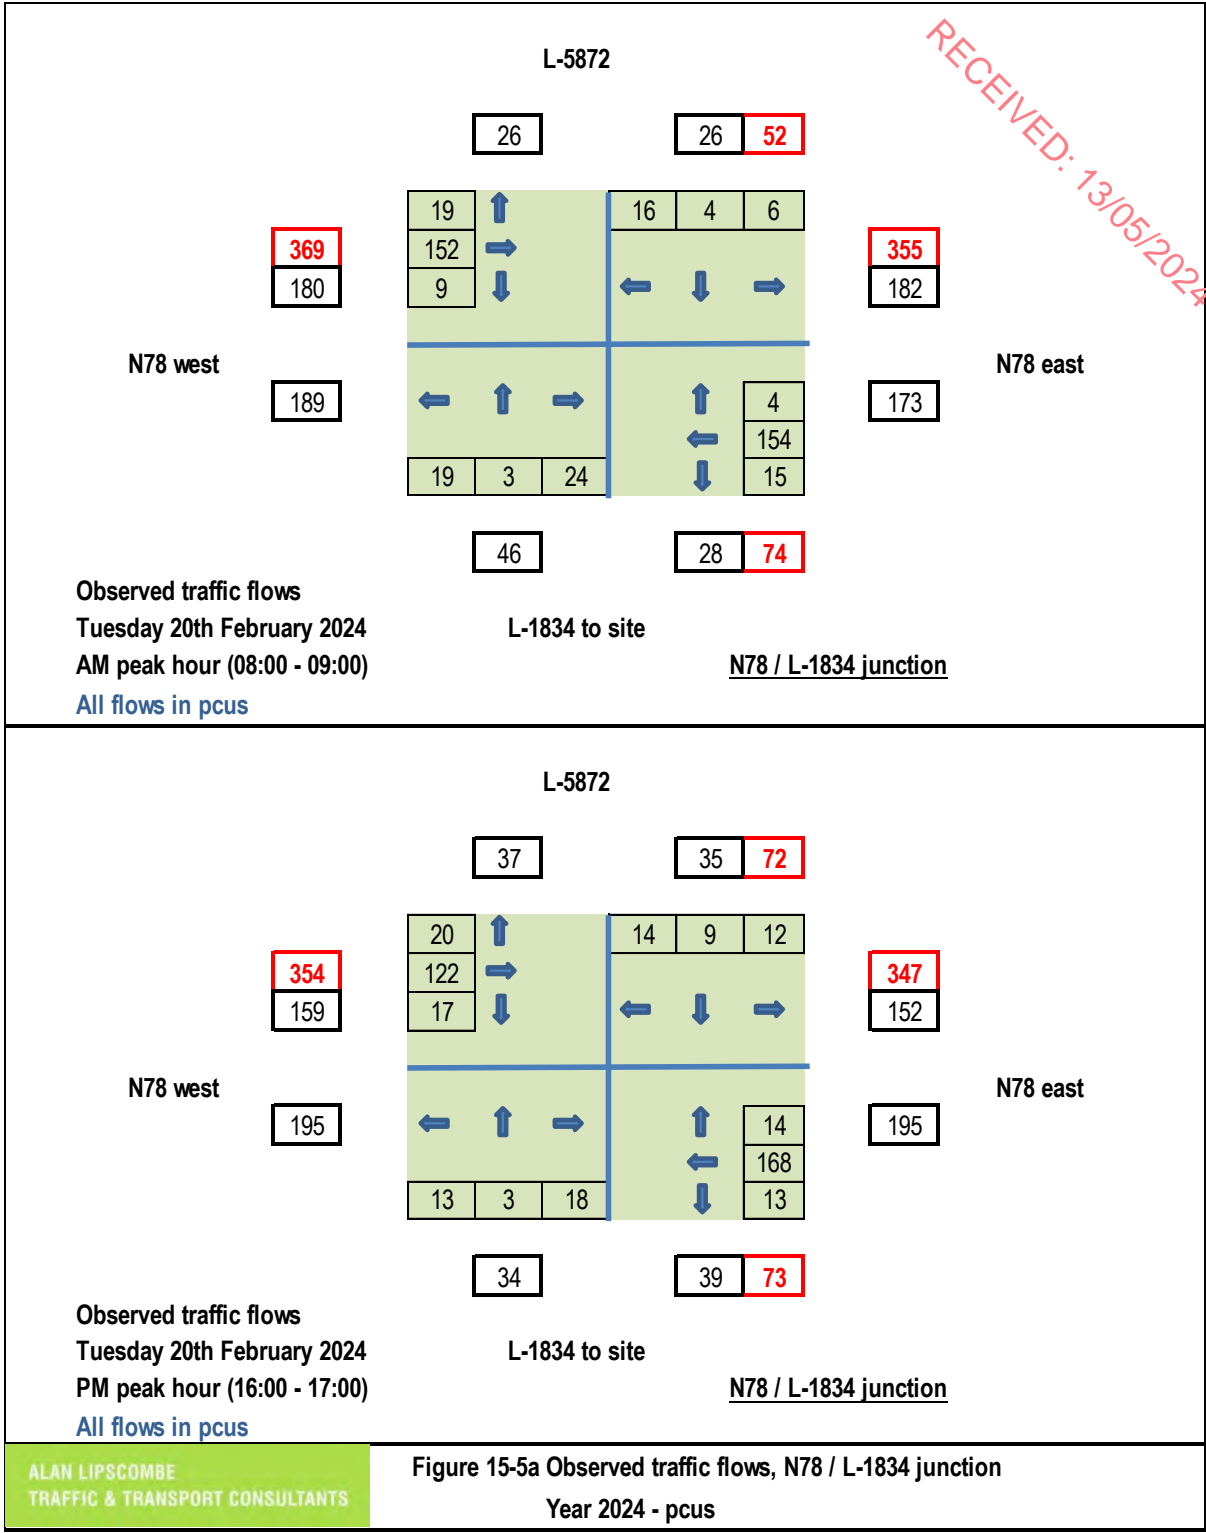 L-5872
RECEIVED: 13/05/2024
26 26 52
19 16 4 6
369 152 355
180 9 182
N78 west N78 east
189 4 173
154
19 3 24 15
46 28 74
Observed traffic flows
Tuesday 20th February 2024 L-1834 to site
AM peak hour (08:00 - 09:00) N78 / L-1834 junction
All flows in pcus
L-5872
37 35 72
20 14 9 12
354 122 347
159 17 152
N78 west N78 east
195 14 195
168
13 3 18 13
34 39 73
Observed traffic flows
Tuesday 20th February 2024 L-1834 to site
PM peak hour (16:00 - 17:00) N78 / L-1834 junction
All flows in pcus
ALAN LIPSCOMBE
TRAFFIC & TRANSPORT CONSULTANTS
Figure 15-5a Observed traffic flows, N78 / L-1834 junction
Year 2024 - pcus